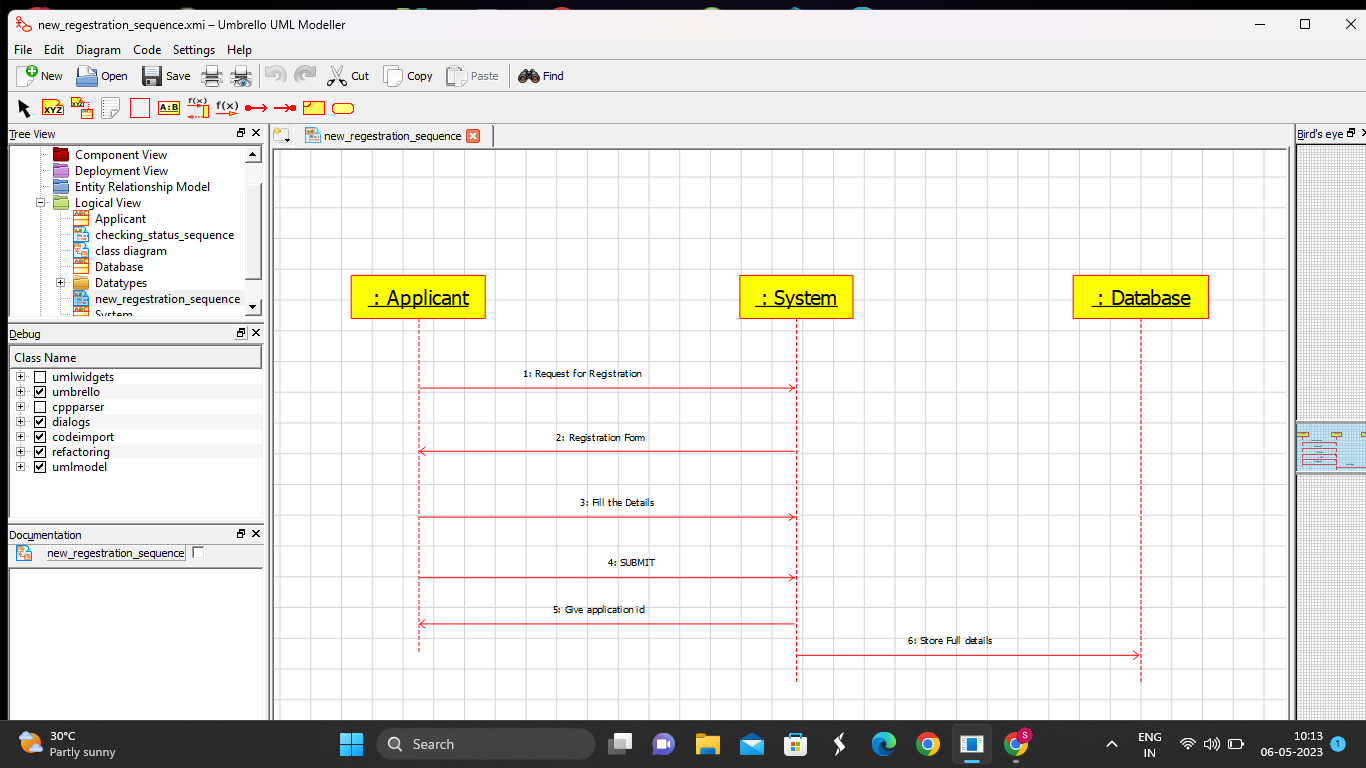 new_regestration_sequence.xmi – Umbrello UML Modeller
File Edit Diagram Code Settings Help
New Open Save Cut Copy Paste Find
XYZ XYZ A:B f(x) f(x)
Tree View
Component View
Deployment View
Entity Relationship Model
Logical View
Applicant
checking_status_sequence
class diagram
Database
Datatypes
new_regestration_sequence
System
Debug
Class Name
umlwidgets
umbrello
cppparser
dialogs
codeimport
refactoring
umlmodel
Documentation
new_regestration_sequence
new_regestration_sequence
Bird's eye
: Applicant
: System
: Database
1: Request for Registration
2: Registration Form
3: Fill the Details
4: SUBMIT
5: Give application id
6: Store Full details
30°C
Partly sunny
Search
S
ENG
IN
10:13
06-05-2023
1